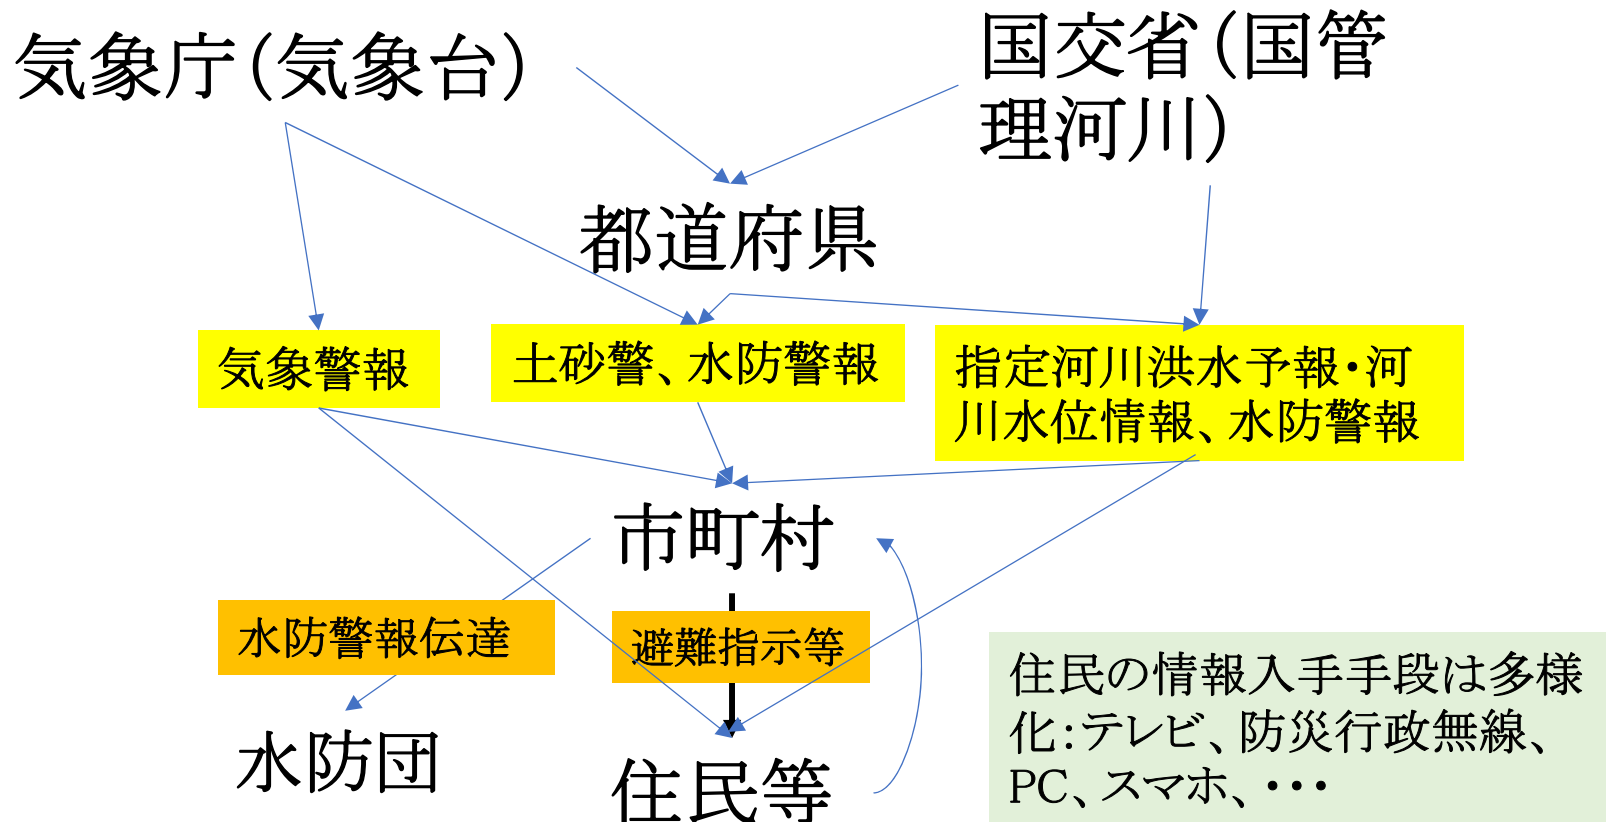 気象庁（気象台）
国交省（国管
理河川）
都道府県
気象警報
土砂警、水防警報
指定河川洪水予報・河
川水位情報、水防警報
市町村
水防警報伝達
避難指示等
水防団
住民等
住民の情報入手手段は多様
化：テレビ、防災行政無線、
PC、スマホ、・・・